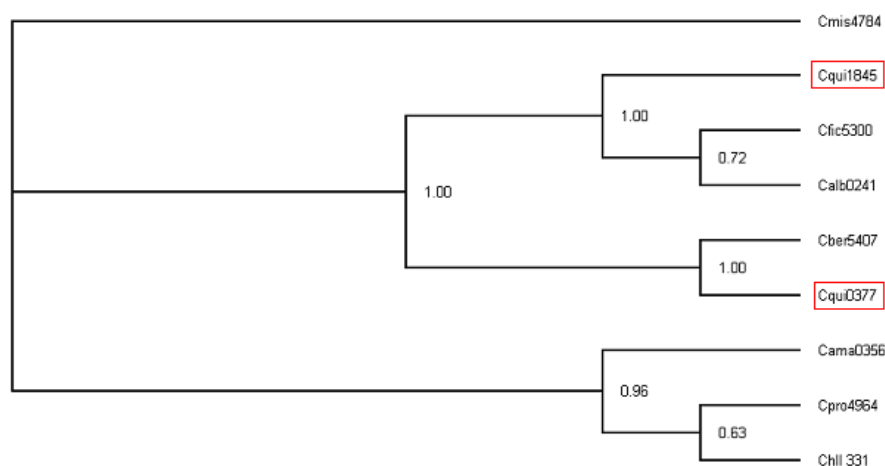 Cmis4784
Cqui1845
1.00
Cfic5300
0.72
Calb0241
1.00
Cber5407
1.00
Cqui0377
Cama0356
0.96
Cpro4964
0.63
Chll 331